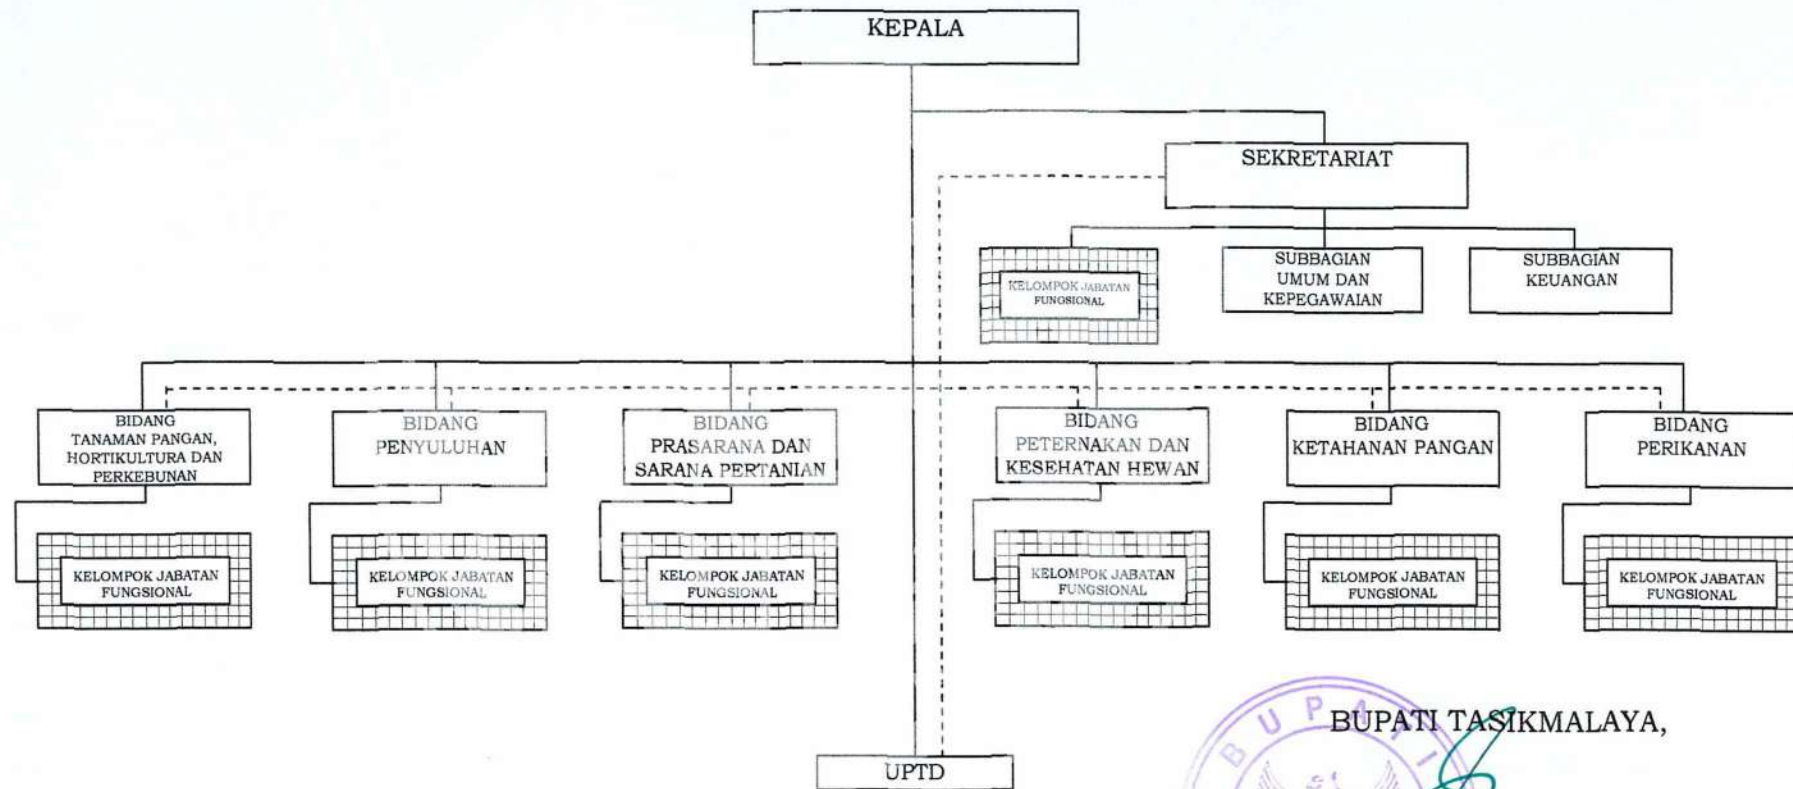 KEPALA
SEKRETARIAT
KELOMPOK JABATAN
FUNGSIONAL
SUBBAGIAN
UMUM DAN
KEPEGAWAIAN
SUBBAGIAN
KEUANGAN
BIDANG
TANAMAN PANGAN,
HORTIKULTURA DAN
PERKEBUNAN
BIDANG
PENYULUHAN
BIDANG
PRASARANA DAN
SARANA PERTANIAN
BIDANG
PETERNAKAN DAN
KESEHATAN HEWAN
BIDANG
KETAHANAN PANGAN
BIDANG
PERIKANAN
KELOMPOK JABATAN
FUNGSIONAL
KELOMPOK JABATAN
FUNGSIONAL
KELOMPOK JABATAN
FUNGSIONAL
KELOMPOK JABATAN
FUNGSIONAL
KELOMPOK JABATAN
FUNGSIONAL
KELOMPOK JABATAN
FUNGSIONAL
BUPATI TASIKMALAYA,
BUPATI
UPTD